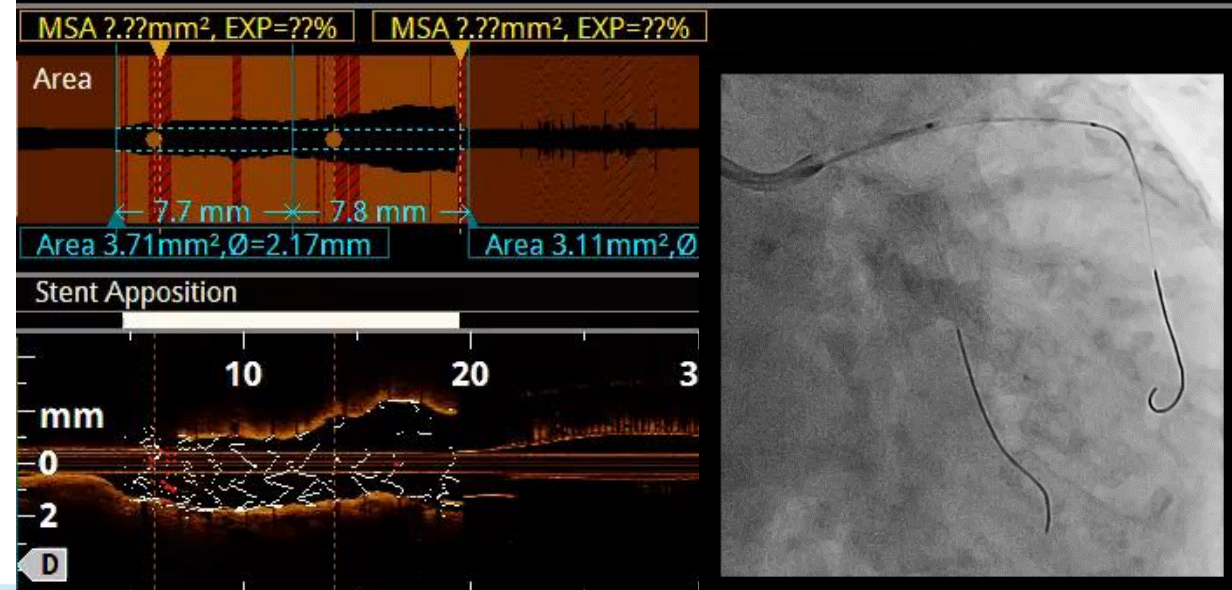 MSA ?.??mm², EXP=??% MSA ?.??mm², EXP=??%
Area
7.7 mm 7.8 mm
Area 3.71mm²,Ø=2.17mm Area 3.11mm²,Ø
Stent Apposition
10 20 3
mm
0
2
D